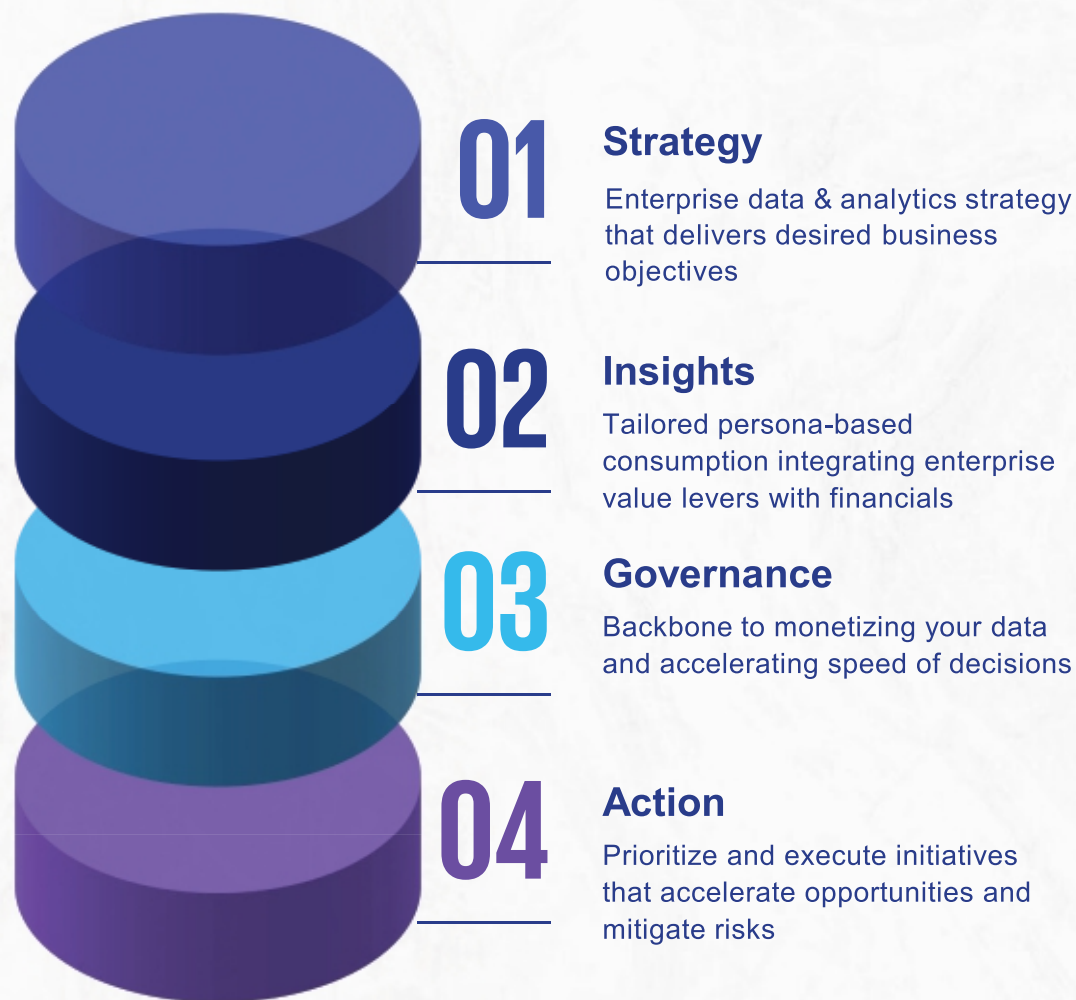 01
Strategy
Enterprise data & analytics strategy
that delivers desired business
objectives
02
Insights
Tailored persona-based
consumption integrating enterprise
value levers with financials
03
Governance
Backbone to monetizing your data
and accelerating speed of decisions
04
Action
Prioritize and execute initiatives
that accelerate opportunities and
mitigate risks